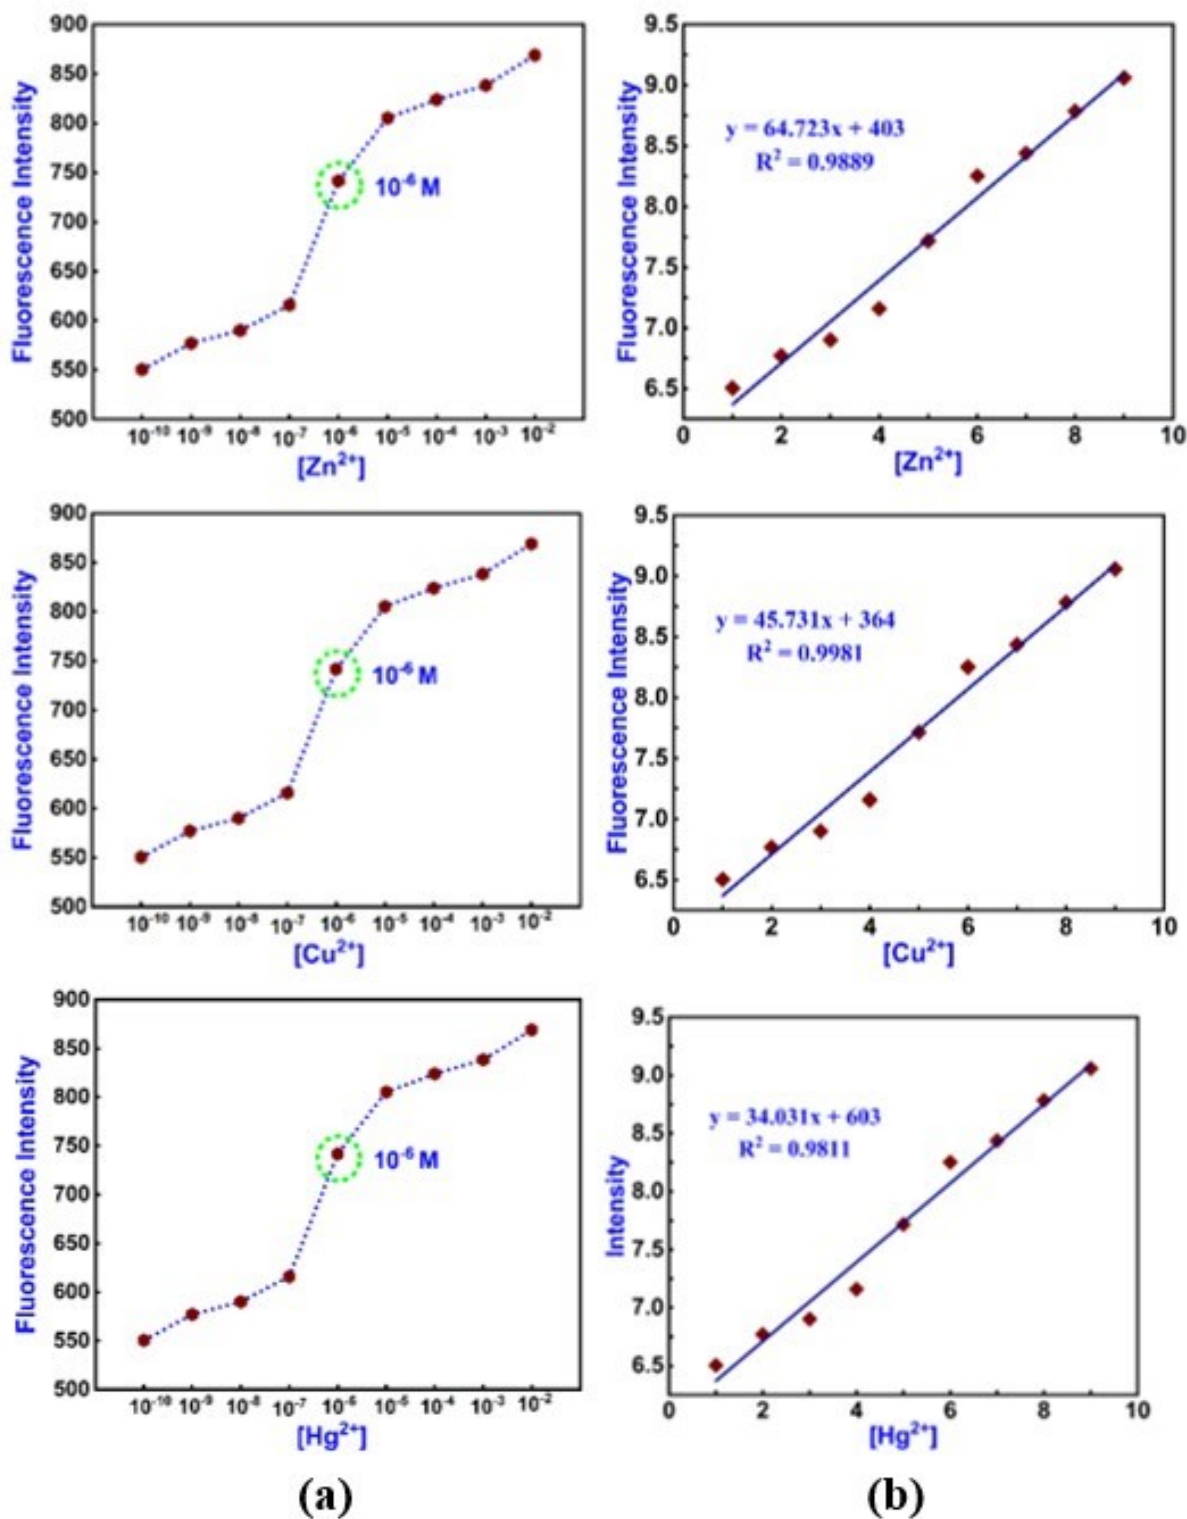 900
850
800
750
700
650
600
550
500
Fluorescence Intensity
10⁻⁶ M
10⁻¹⁰ 10⁻⁹ 10⁻⁸ 10⁻⁷ 10⁻⁶ 10⁻⁵ 10⁻⁴ 10⁻³ 10⁻²
[Zn²⁺]
9.5
9.0
8.5
8.0
7.5
7.0
6.5
Fluorescence Intensity
y = 64.723x + 403
R² = 0.9889
0 2 4 6 8 10
[Zn²⁺]
900
850
800
750
700
650
600
550
500
Fluorescence Intensity
10⁻⁶ M
10⁻¹⁰ 10⁻⁹ 10⁻⁸ 10⁻⁷ 10⁻⁶ 10⁻⁵ 10⁻⁴ 10⁻³ 10⁻²
[Cu²⁺]
9.5
9.0
8.5
8.0
7.5
7.0
6.5
Fluorescence Intensity
y = 45.731x + 364
R² = 0.9981
0 2 4 6 8 10
[Cu²⁺]
900
850
800
750
700
650
600
550
500
Fluorescence Intensity
10⁻⁶ M
10⁻¹⁰ 10⁻⁹ 10⁻⁸ 10⁻⁷ 10⁻⁶ 10⁻⁵ 10⁻⁴ 10⁻³ 10⁻²
[Hg²⁺]
9.5
9.0
8.5
8.0
7.5
7.0
6.5
Intensity
y = 34.031x + 603
R² = 0.9811
0 2 4 6 8 10
[Hg²⁺]
(a)
(b)